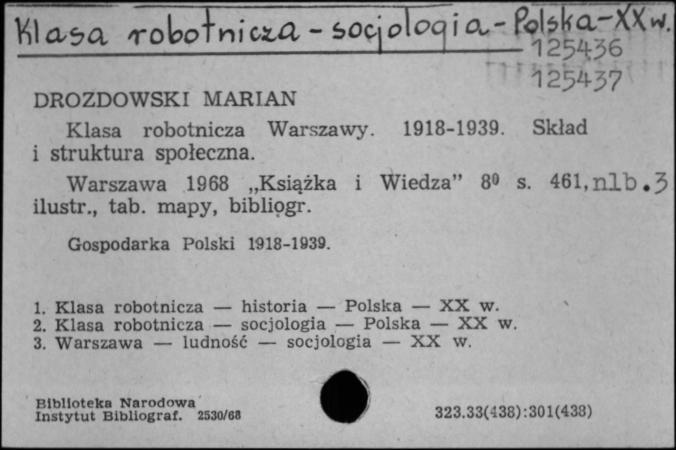 Klasa robotnicza - socjologia - Polska - XX w.
125436
125437
DROZDOWSKI MARIAN
Klasa robotnicza Warszawy. 1918-1939. Skład
i struktura społeczna.
Warszawa 1968 „Książka i Wiedza” 8⁰ s. 461, nlb. 3
ilustr., tab. mapy, bibliogr.
Gospodarka Polski 1918-1939.
1. Klasa robotnicza — historia — Polska — XX w.
2. Klasa robotnicza — socjologia — Polska — XX w.
3. Warszawa — ludność — socjologia — XX w.
Biblioteka Narodowa
Instytut Bibliograf. 2530/68
323.33(438):301(438)